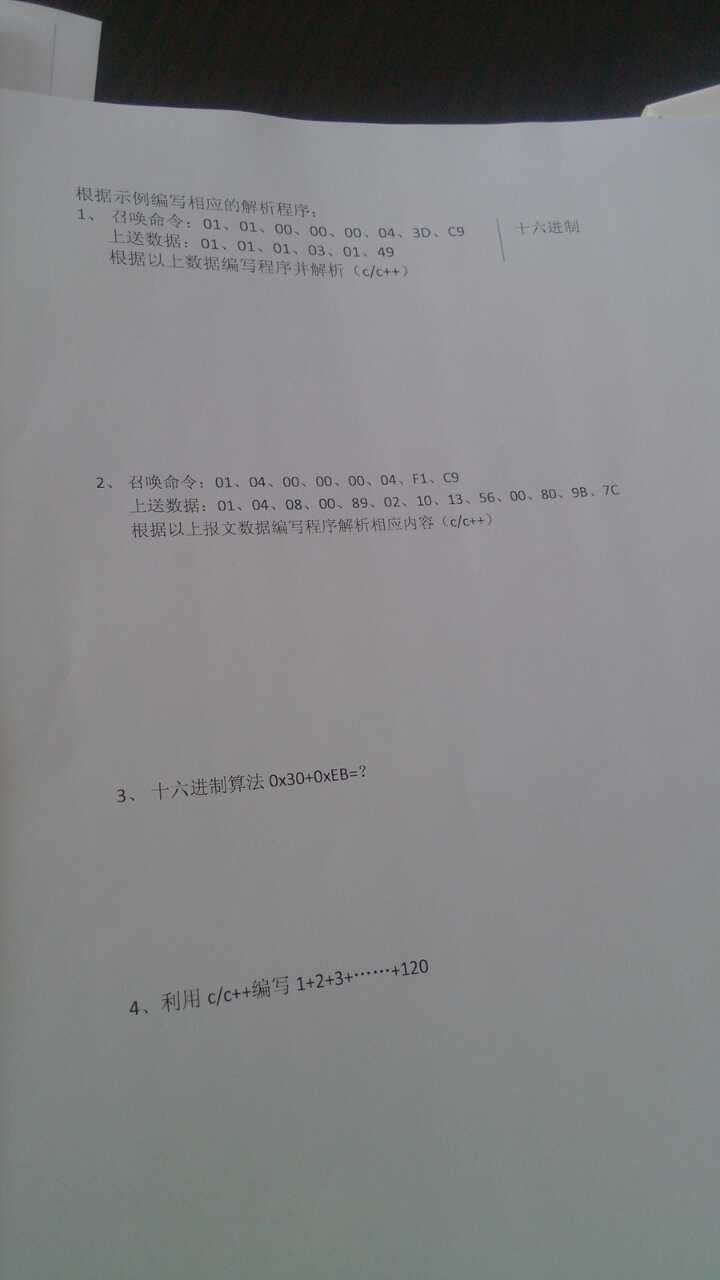 根据示例编写相应的解析程序：
1、 召唤命令：01、01、00、00、00、04、3D、C9 十六进制
上送数据：01、01、01、03、01、49
根据以上数据编写程序并解析（c/c++）
2、 召唤命令：01、04、00、00、00、04、F1、C9
上送数据：01、04、08、00、89、02、10、13、56、00、80、9B、7C
根据以上报文数据编写程序解析相应内容（c/c++）
3、 十六进制算法 0x30+0xEB=？
4、利用 c/c++编写 1+2+3+……+120